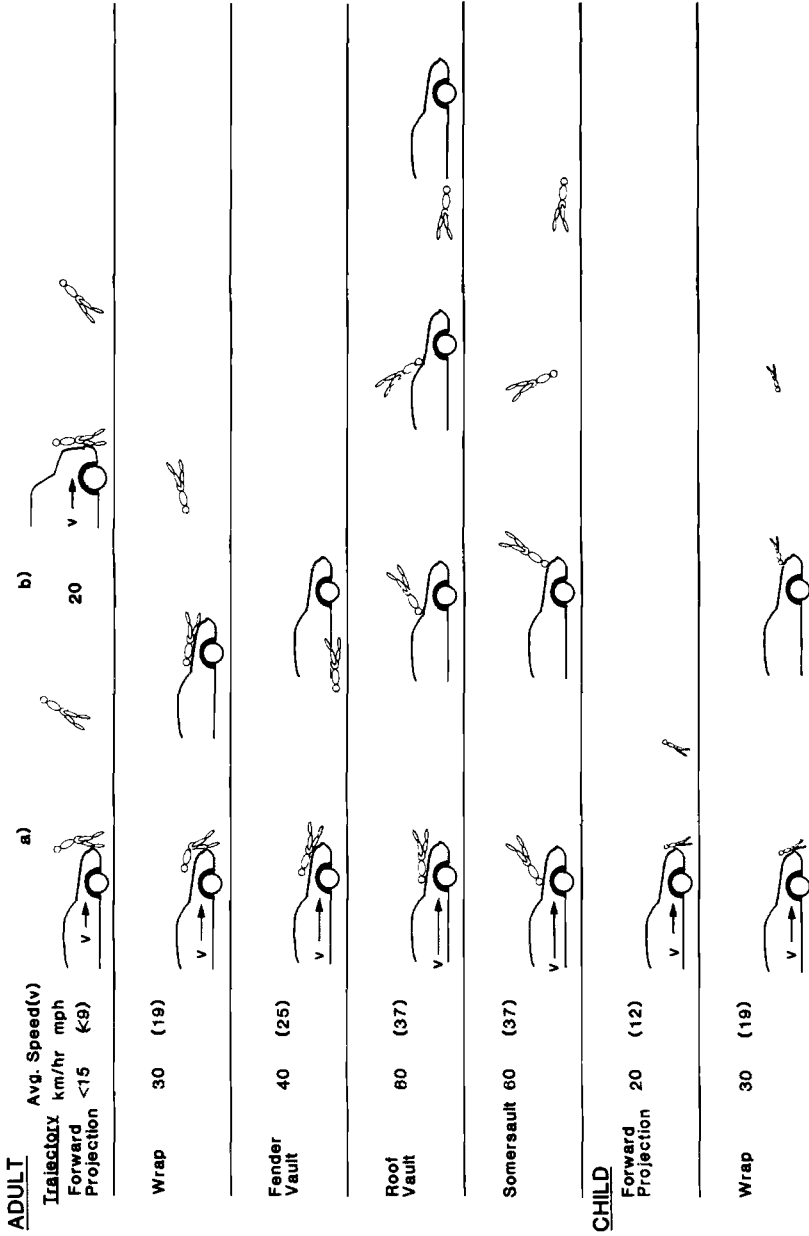 ADULT
Avg. Speed(v) a) b)
Trajectory km/hr mph
Forward <15 (<9) v 20 v
Projection
Wrap 30 (19) v
Fender 40 (25) v
Vault
Roof 60 (37) v
Vault
Somersault 60 (37) v
CHILD
Forward 20 (12) v
Projection
Wrap 30 (19) v